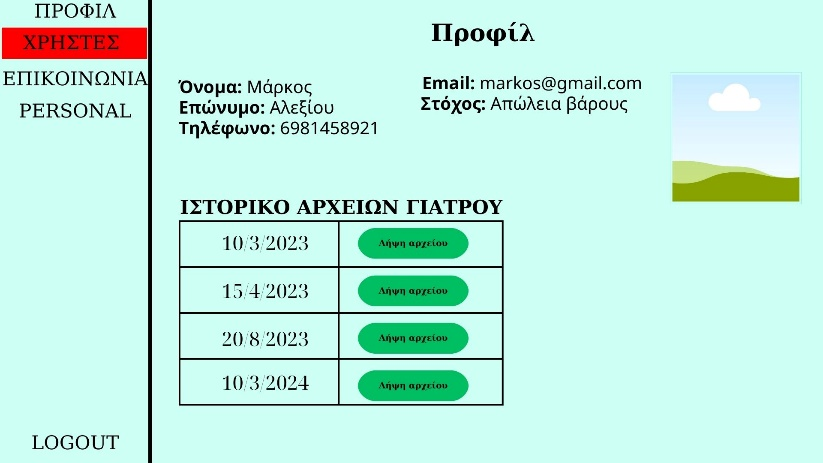 ΠΡΟΦΙΛ
ΧΡΗΣΤΕΣ
ΕΠΙΚΟΙΝΩΝΙΑ
PERSONAL
LOGOUT
Προφίλ
Όνομα: Μάρκος
Επώνυμο: Αλεξίου
Τηλέφωνο: 6981458921
Email: markos@gmail.com
Στόχος: Απώλεια βάρους
ΙΣΤΟΡΙΚΟ ΑΡΧΕΙΩΝ ΓΙΑΤΡΟΥ
10/3/2023 Λήψη αρχείου
15/4/2023 Λήψη αρχείου
20/8/2023 Λήψη αρχείου
10/3/2024 Λήψη αρχείου